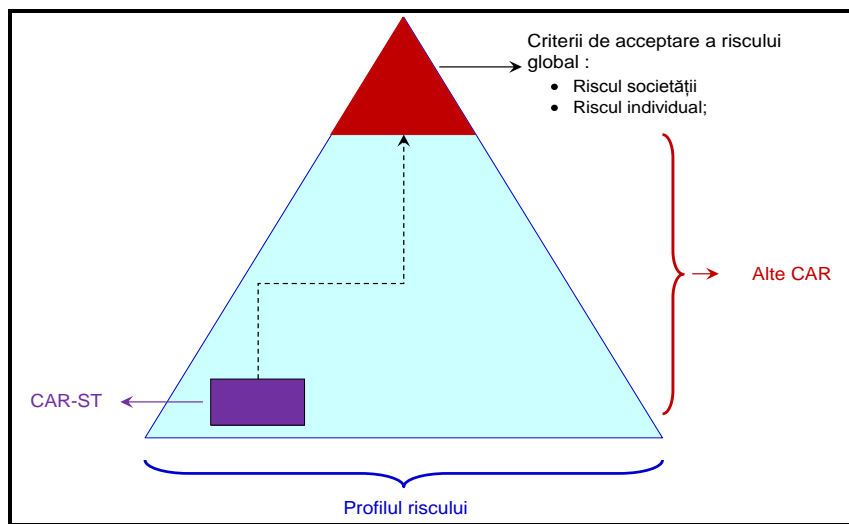 Criterii de acceptare a riscului
global :
• Riscul societății
• Riscul individual;
Alte CAR
CAR-ST
Profilul riscului